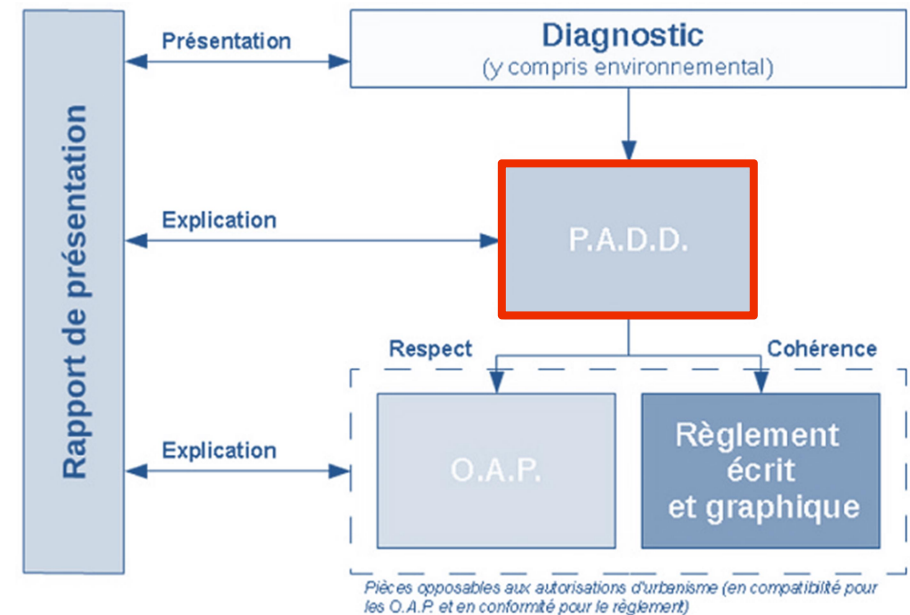 Rapport de présentation
Présentation
Diagnostic
(y compris environnemental)
Explication
P.A.D.D.
Respect
Cohérence
Explication
O.A.P.
Règlement
écrit
et graphique
Pièces opposables aux autorisations d'urbanisme (en compatibilité pour
les O.A.P. et en conformité pour le règlement)